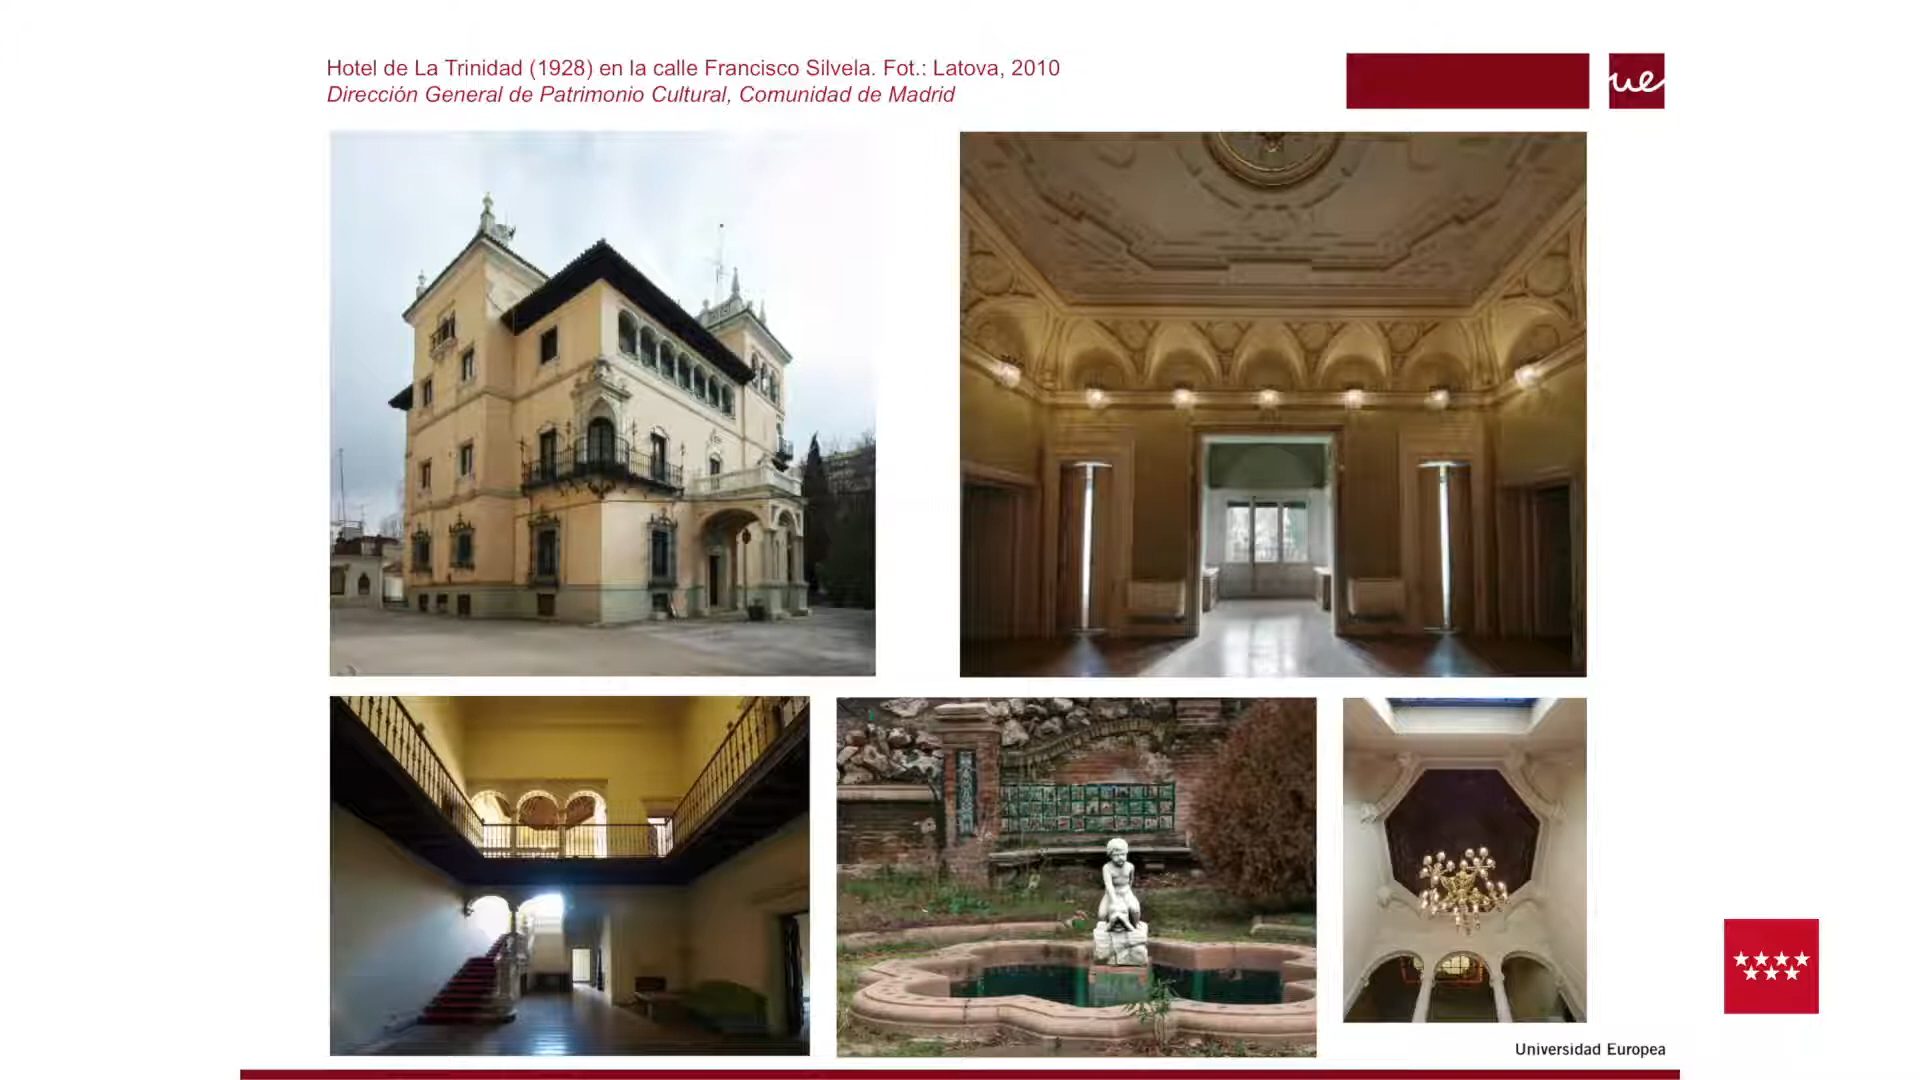 Hotel de La Trinidad (1928) en la calle Francisco Silvela. Fot.: Latova, 2010
Dirección General de Patrimonio Cultural, Comunidad de Madrid
ue
Universidad Europea